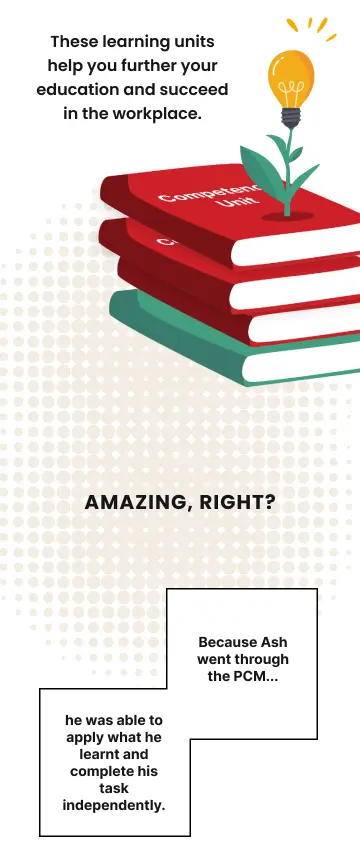 These learning units
help you further your
education and succeed
in the workplace.
Unit
AMAZING, RIGHT?
Because Ash
went through
the PCM...
he was able to
apply what he
learnt and
complete his
task
independently.